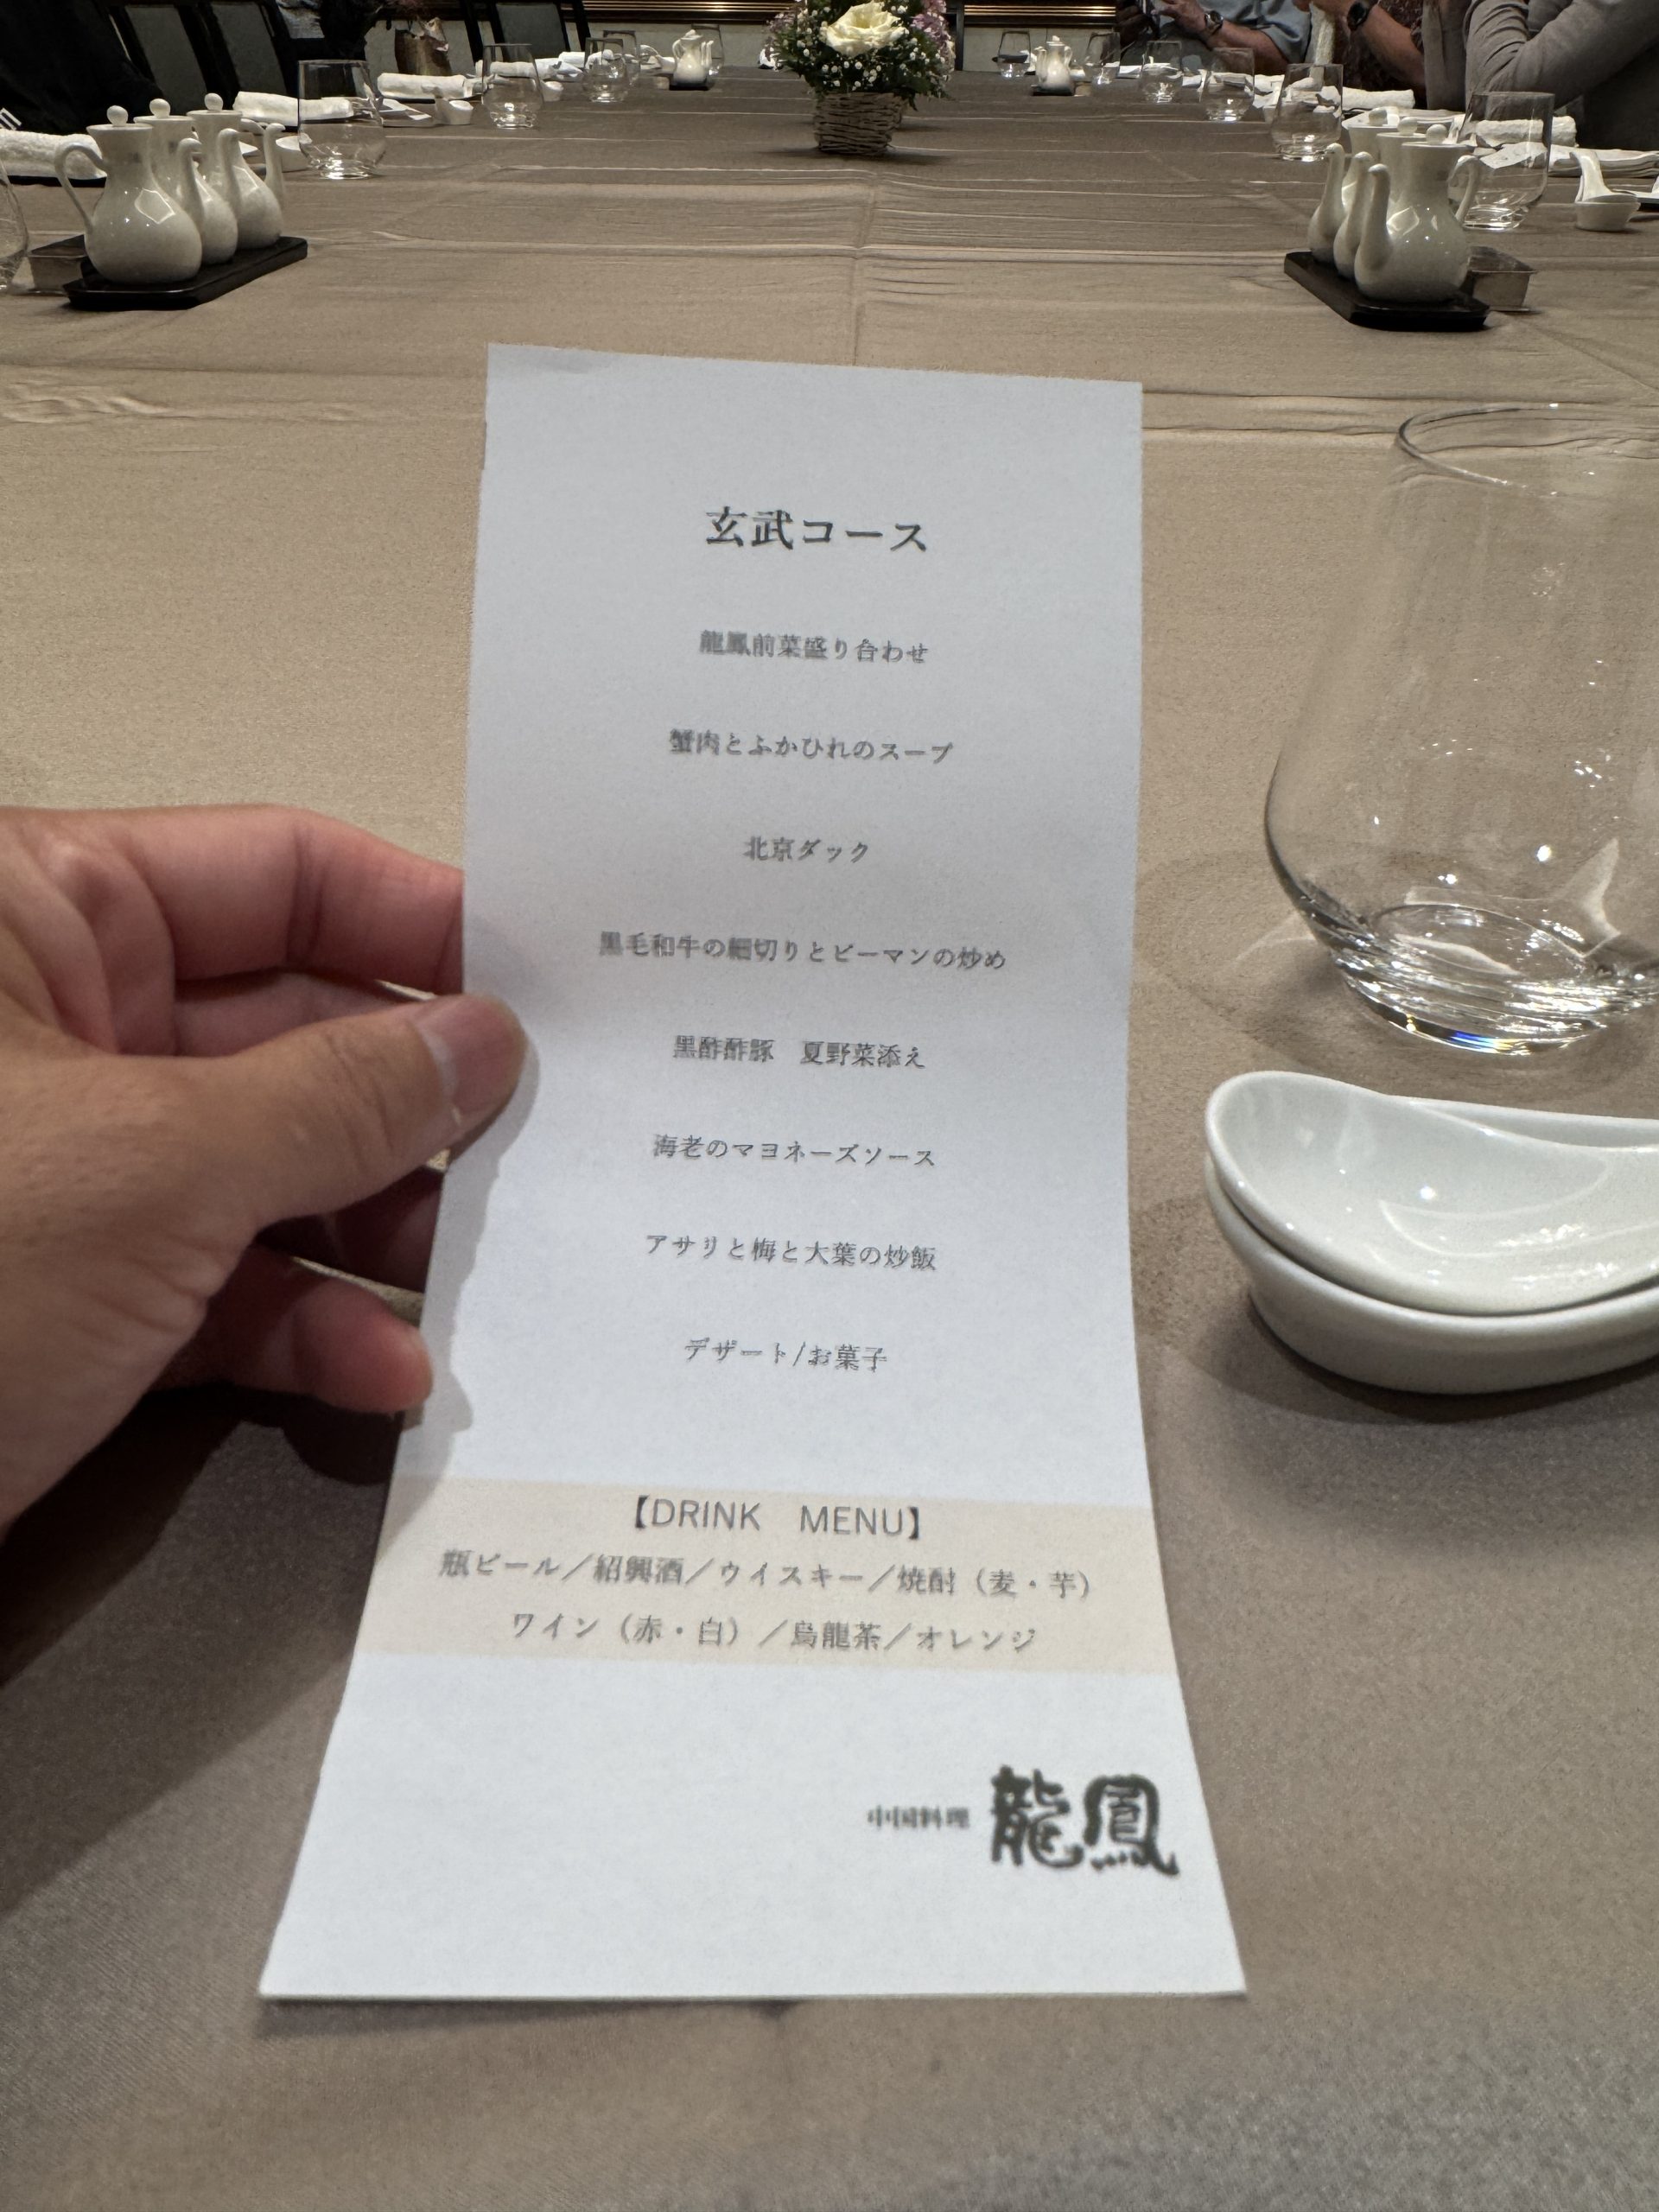 玄武コース
龍鳳前菜盛り合わせ
蟹肉とふかひれのスープ
北京ダック
黒毛和牛の細切りとピーマンの炒め
黒酢酢豚　夏野菜添え
海老のマヨネーズソース
アサリと梅と大葉の炒飯
デザート/お菓子
【DRINK　MENU】
瓶ビール／紹興酒／ウイスキー／焼酎（麦・芋）
ワイン（赤・白）／烏龍茶／オレンジ
中国料理 龍鳳